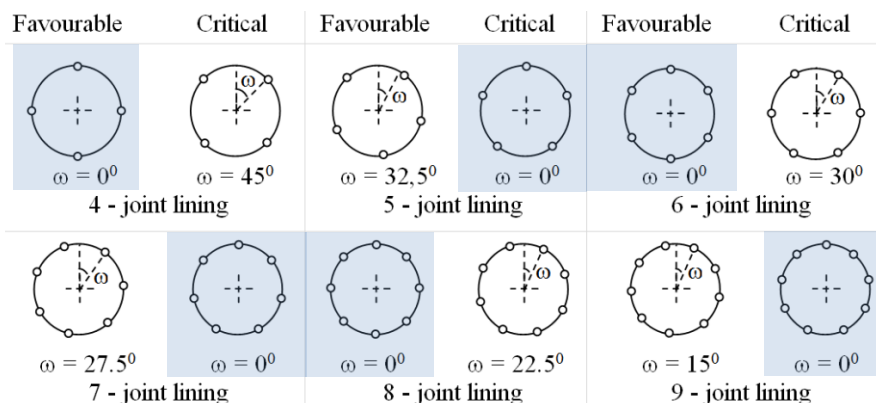 Favourable Critical Favourable Critical Favourable Critical
ω ω ω
ω = 0⁰ ω = 45⁰ ω = 32,5⁰ ω = 0⁰ ω = 0⁰ ω = 30⁰
4 - joint lining 5 - joint lining 6 - joint lining
ω ω ω
ω = 27.5⁰ ω = 0⁰ ω = 0⁰ ω = 22.5⁰ ω = 15⁰ ω = 0⁰
7 - joint lining 8 - joint lining 9 - joint lining